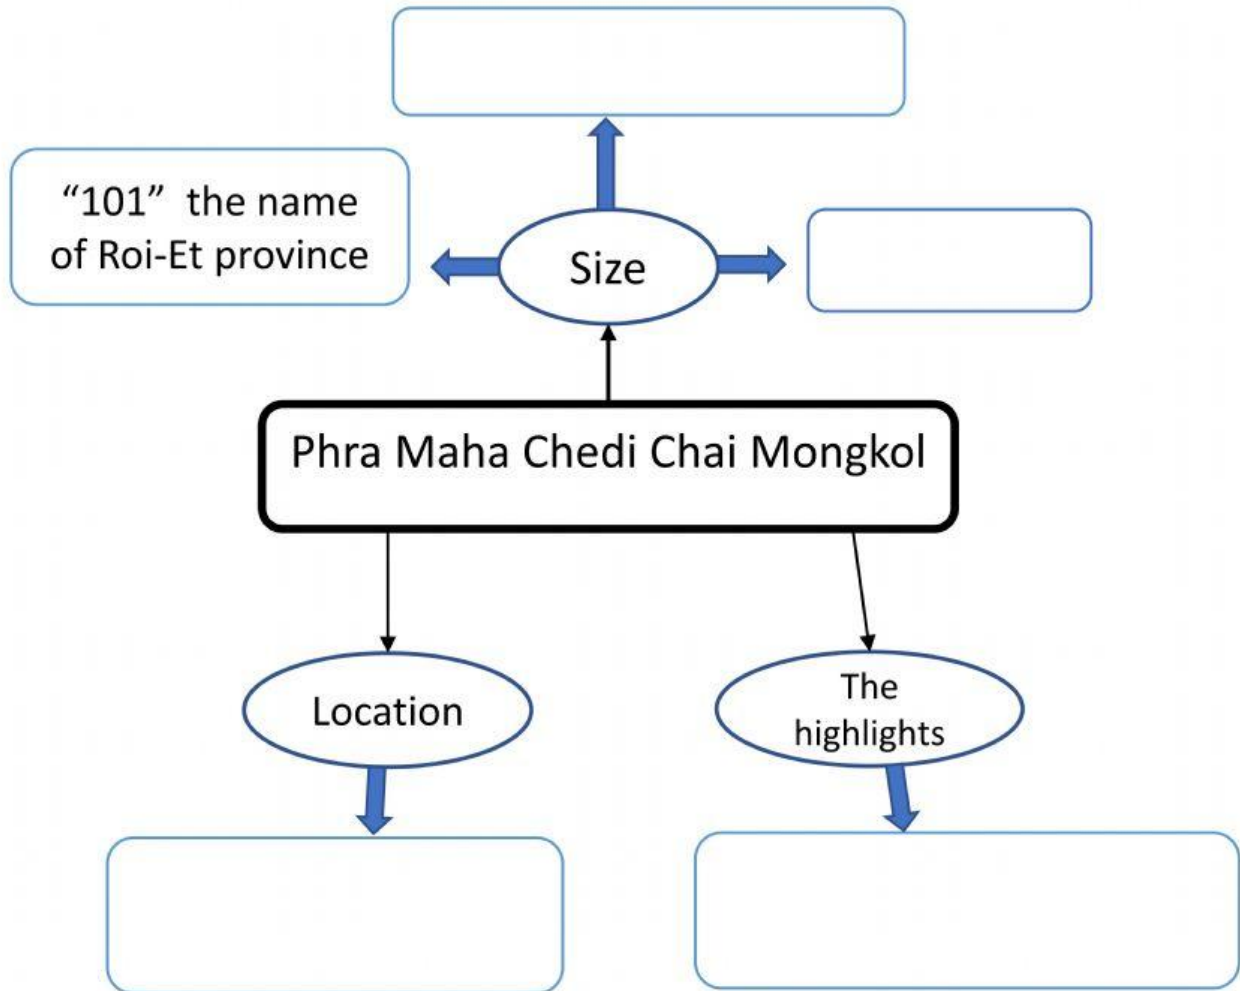 “101”  the name
of Roi-Et province
Size
Phra Maha Chedi Chai Mongkol
Location
The
highlights